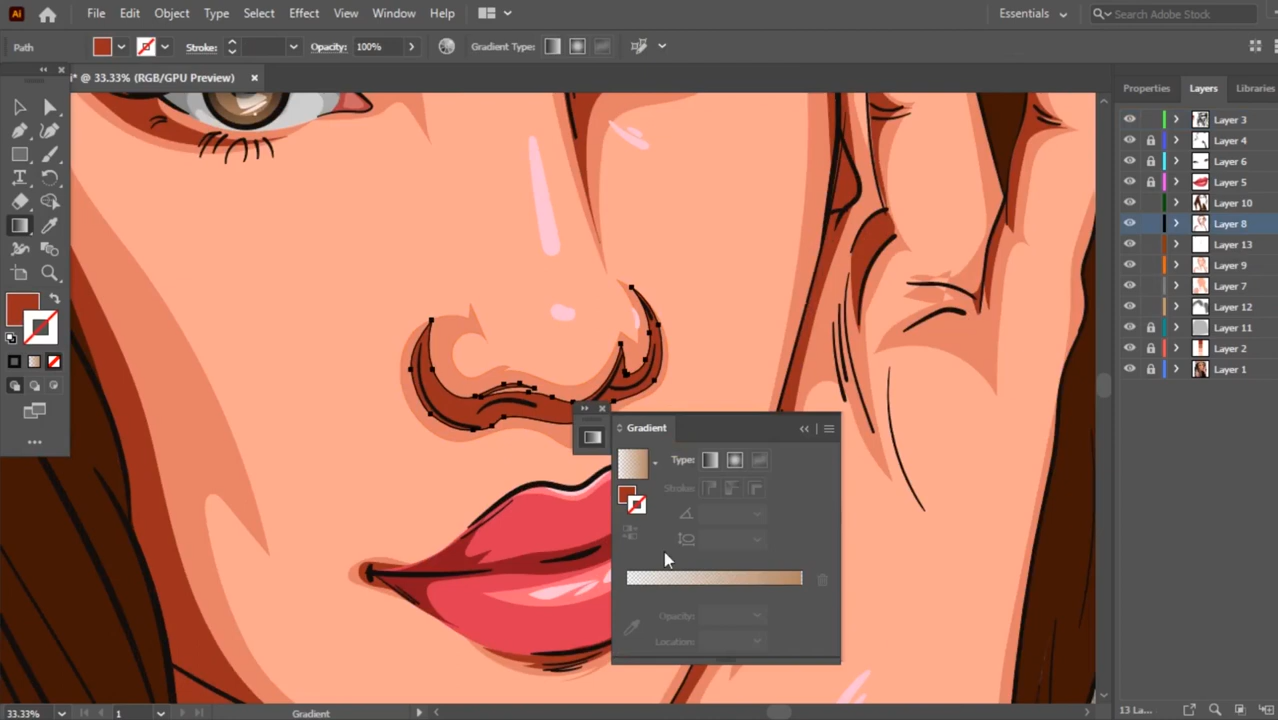 Ai File Edit Object Type Select Effect View Window Help Essentials Search Adobe Stock
Path Stroke: Opacity: 100% Gradient Type:
i* @ 33.33% (RGB/GPU Preview)
Properties Layers Libraries
Layer 3
Layer 4
Layer 6
Layer 5
Layer 10
Layer 8
Layer 13
Layer 9
Layer 7
Layer 12
Layer 11
Layer 2
Layer 1
Gradient
Type:
Stroke:
Opacity:
Location:
33.33% 1 Gradient 13 La...